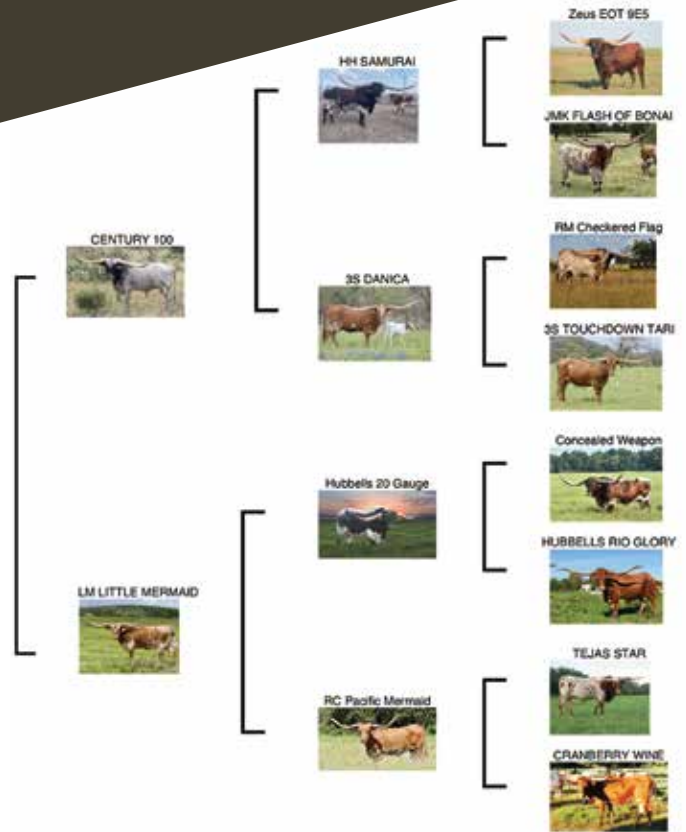 Zeus EOT 9E5
HH SAMURAI
JMK FLASH OF BONAI
RM Checkered Flag
CENTURY 100
3S DANICA
3S TOUCHDOWN TARI
Concealed Weapon
Hubbells 20 Gauge
HUBBELLS RIO GLORY
LM LITTLE MERMAID
TEJAS STAR
RC Pacific Mermaid
CRANBERRY WINE